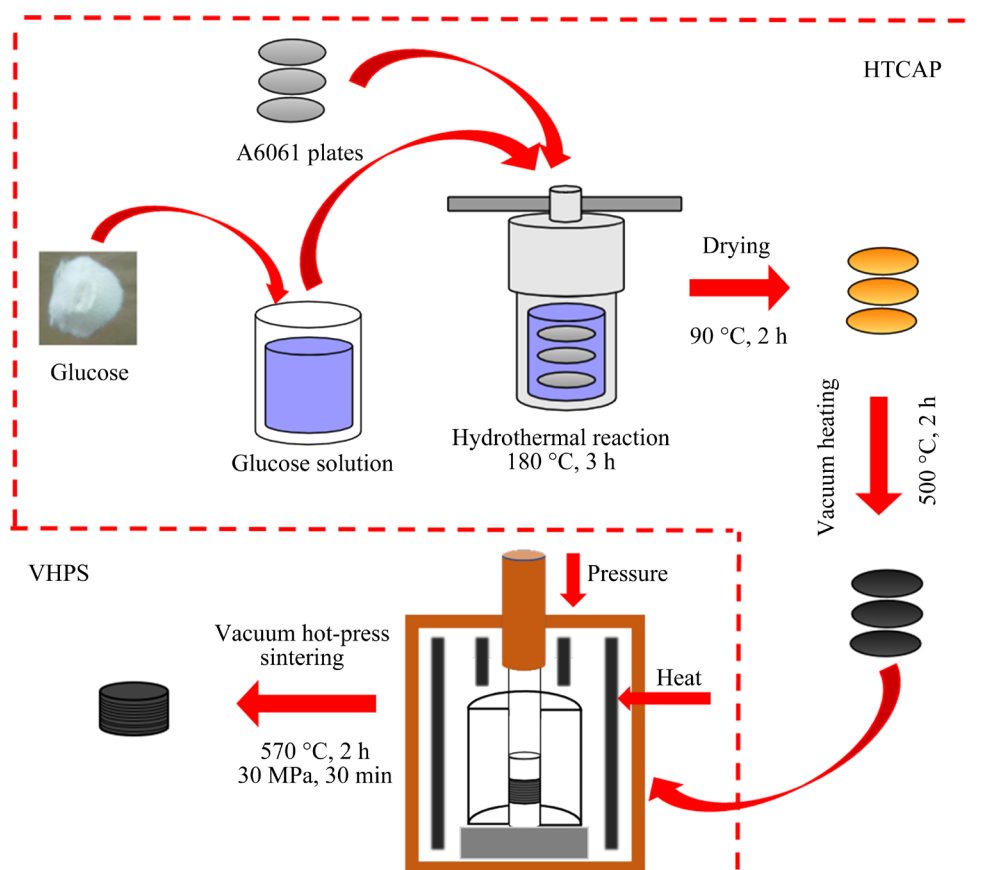 HTCAP
A6061 plates
Glucose
Glucose solution
Hydrothermal reaction
180 °C, 3 h
Drying
90 °C, 2 h
Vacuum heating
500 °C, 2 h
VHPS
Pressure
Heat
Vacuum hot-press
sintering
570 °C, 2 h
30 MPa, 30 min